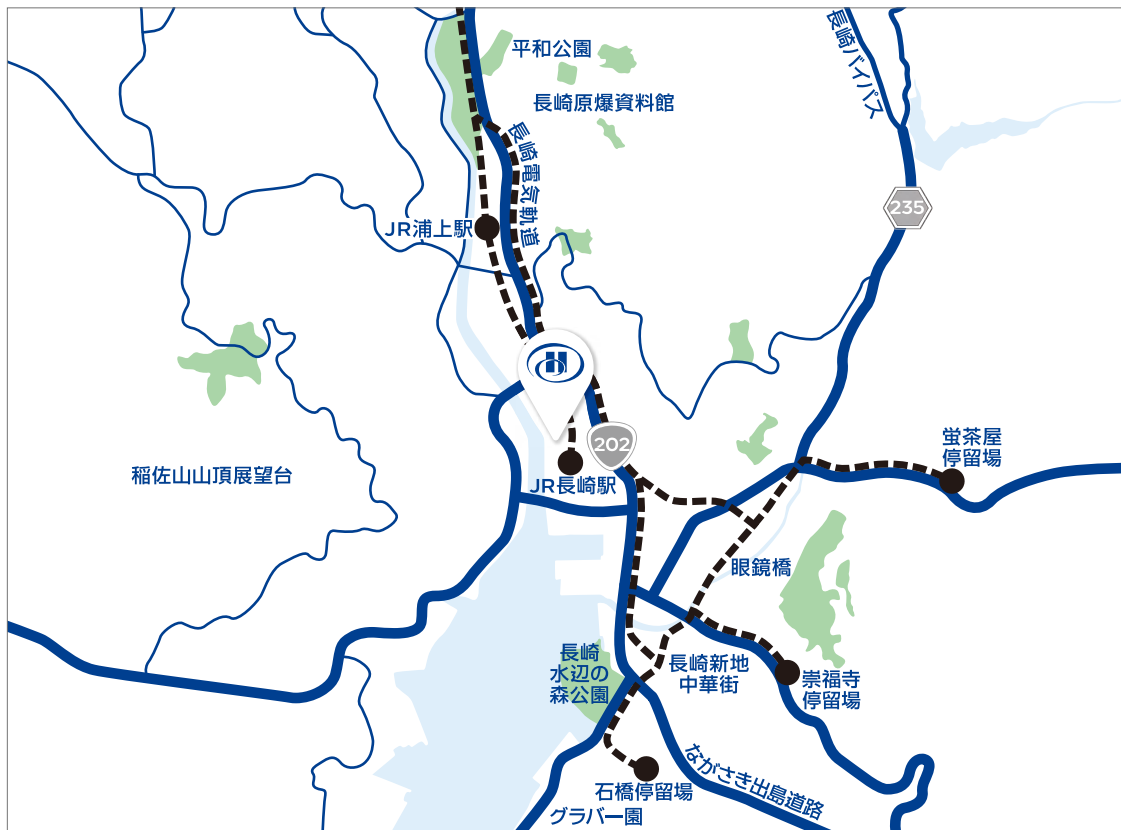 平和公園
長崎原爆資料館
長崎バイパス
長崎電気軌道
235
JR浦上駅
H
202
蛍茶屋
停留場
稲佐山山頂展望台
JR長崎駅
眼鏡橋
長崎
水辺の
森公園
長崎新地
中華街
崇福寺
停留場
ながさき出島道路
石橋停留場
グラバー園